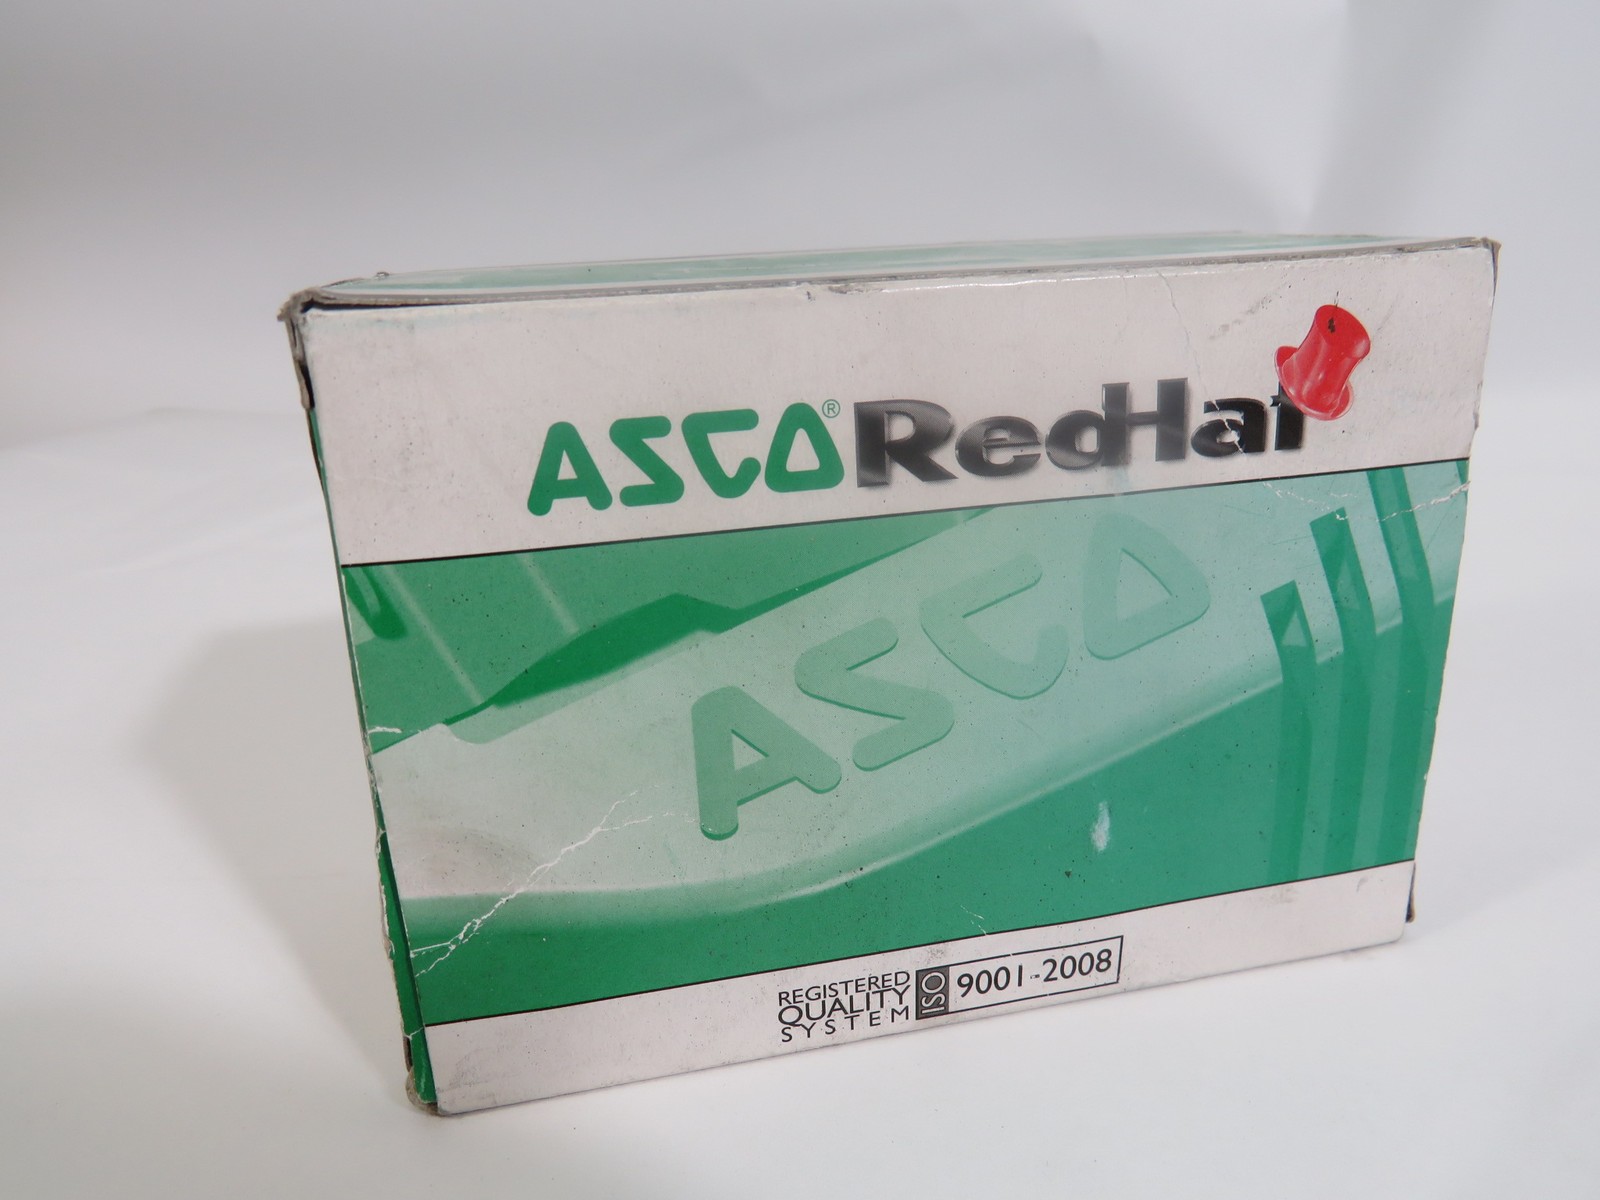 ASCO® RedHat
ASCO
REGISTERED
QUALITY
SYSTEM
ISO 9001-2008